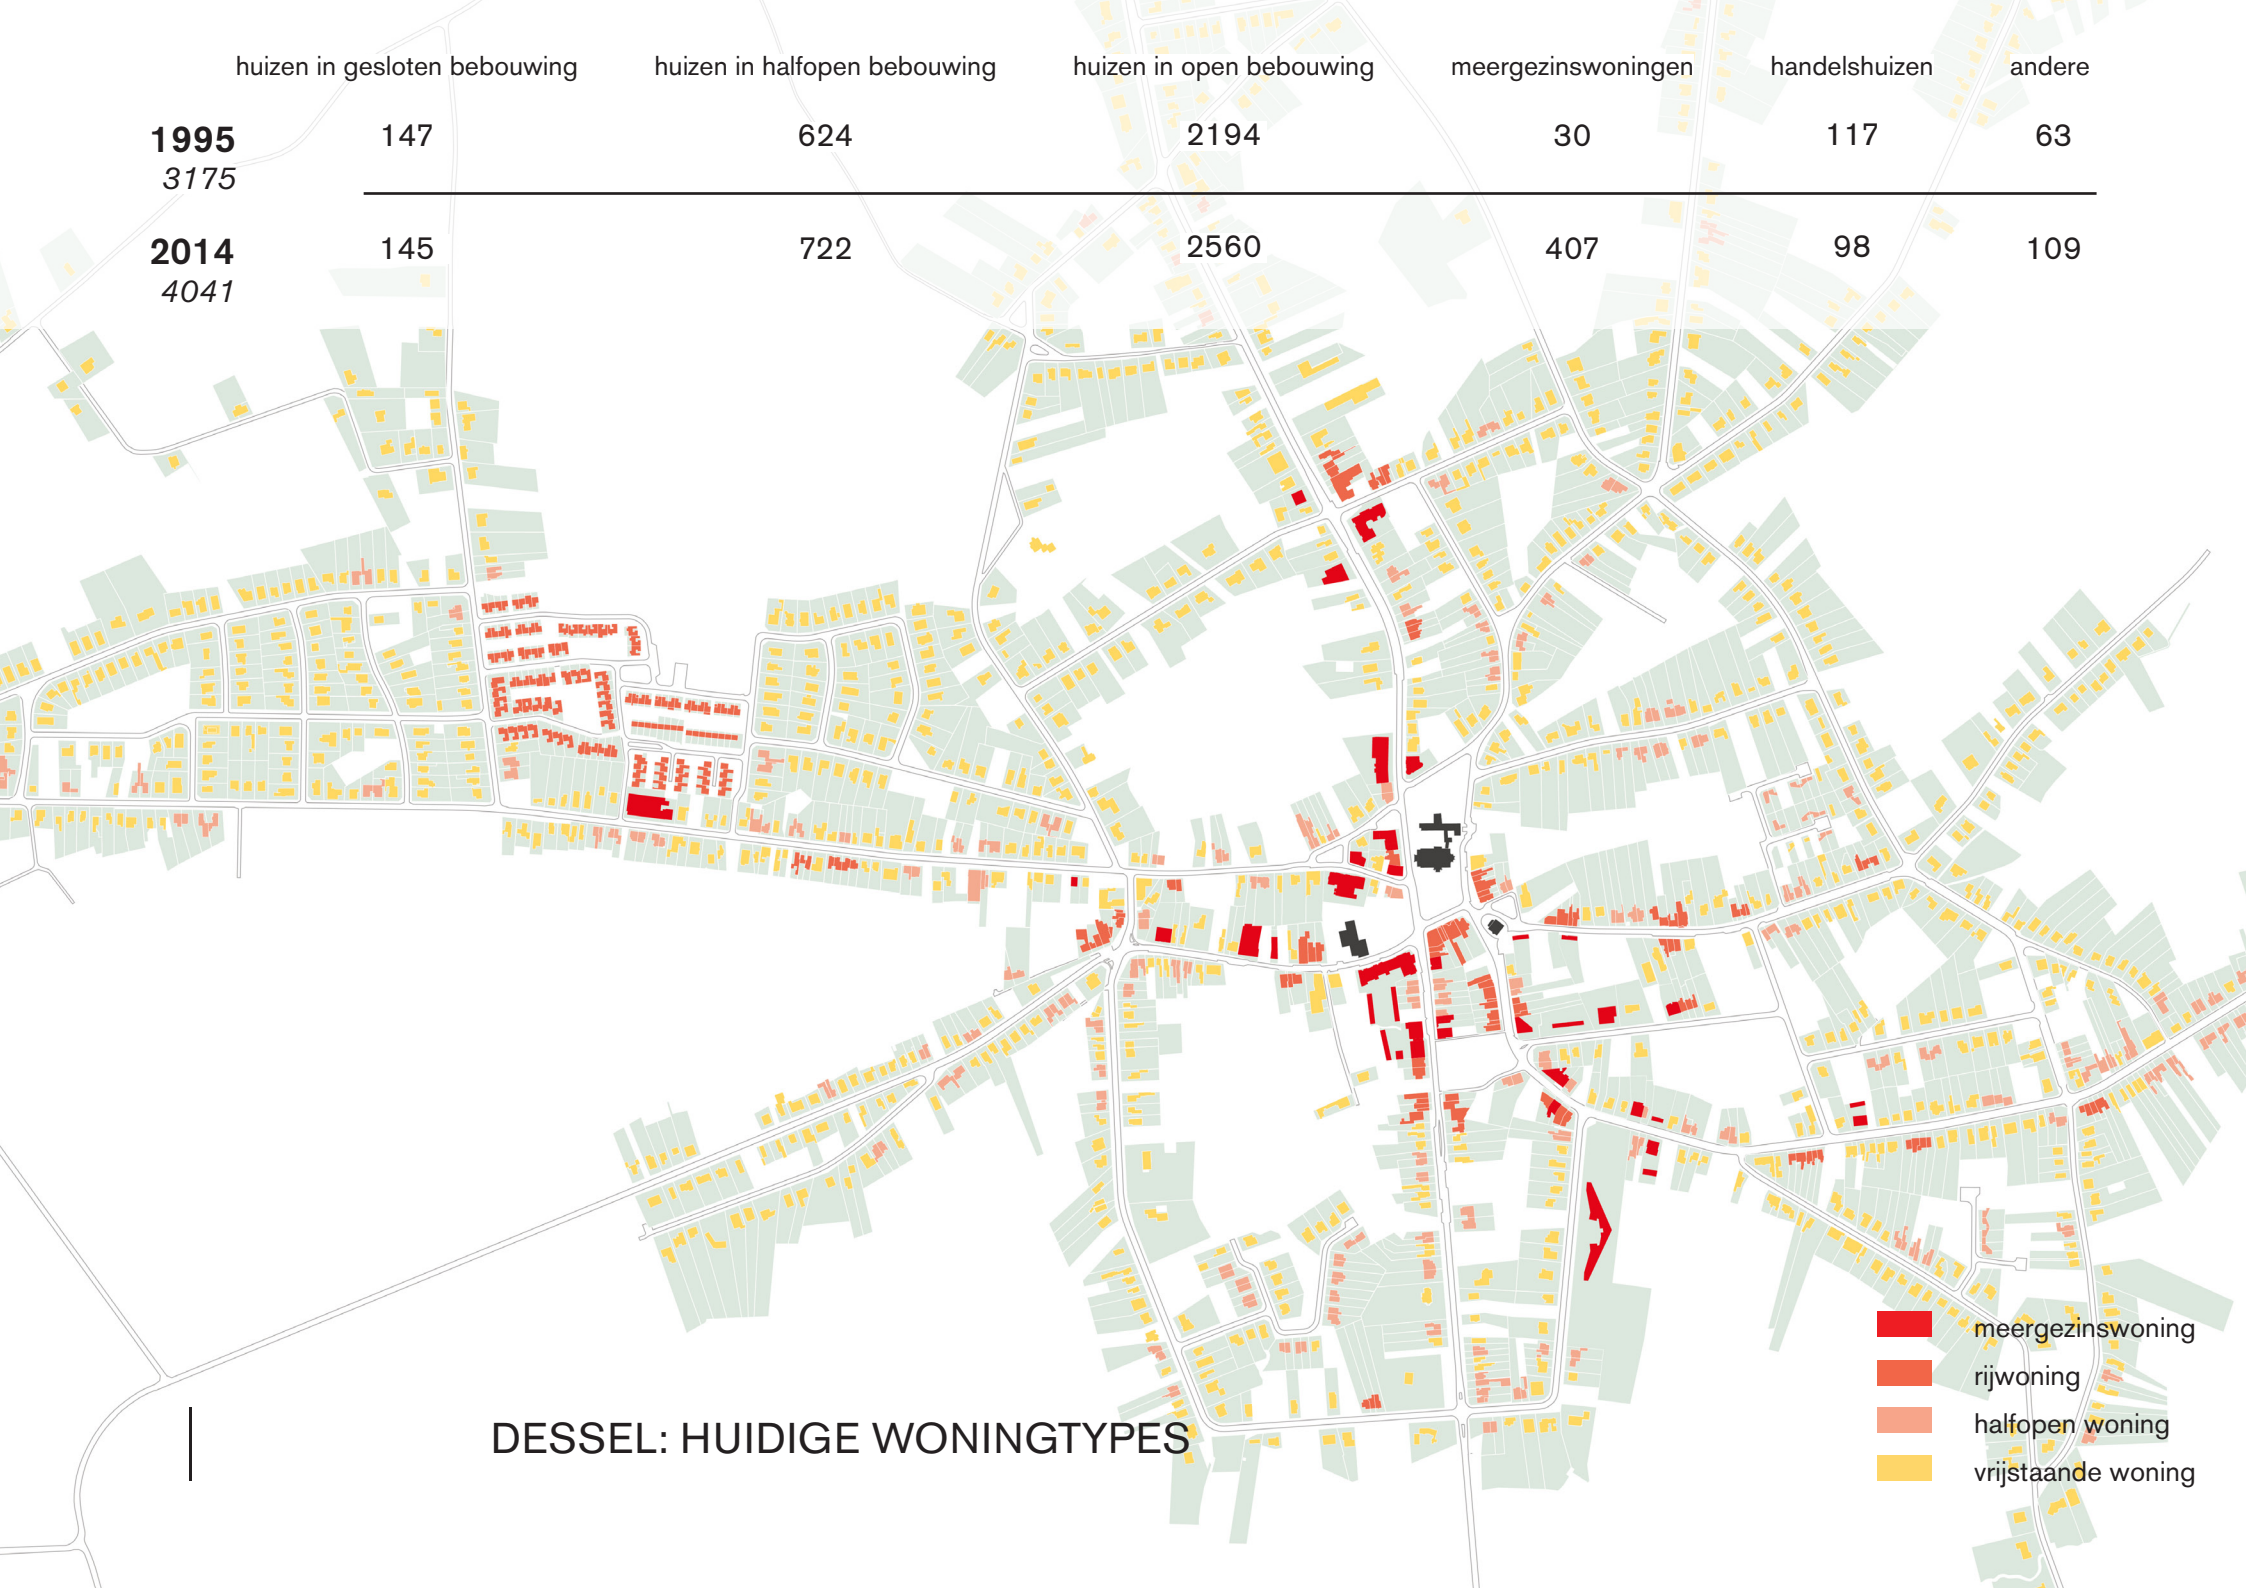 huizen in gesloten bebouwing huizen in halfopen bebouwing huizen in open bebouwing meergezinswoningen handelshuizen andere
1995 147 624 2194 30 117 63
3175
2014 145 722 2560 407 98 109
4041
meergezinswoning
rijwoning
halfopen woning
vrijstaande woning
DESSEL: HUIDIGE WONINGTYPES